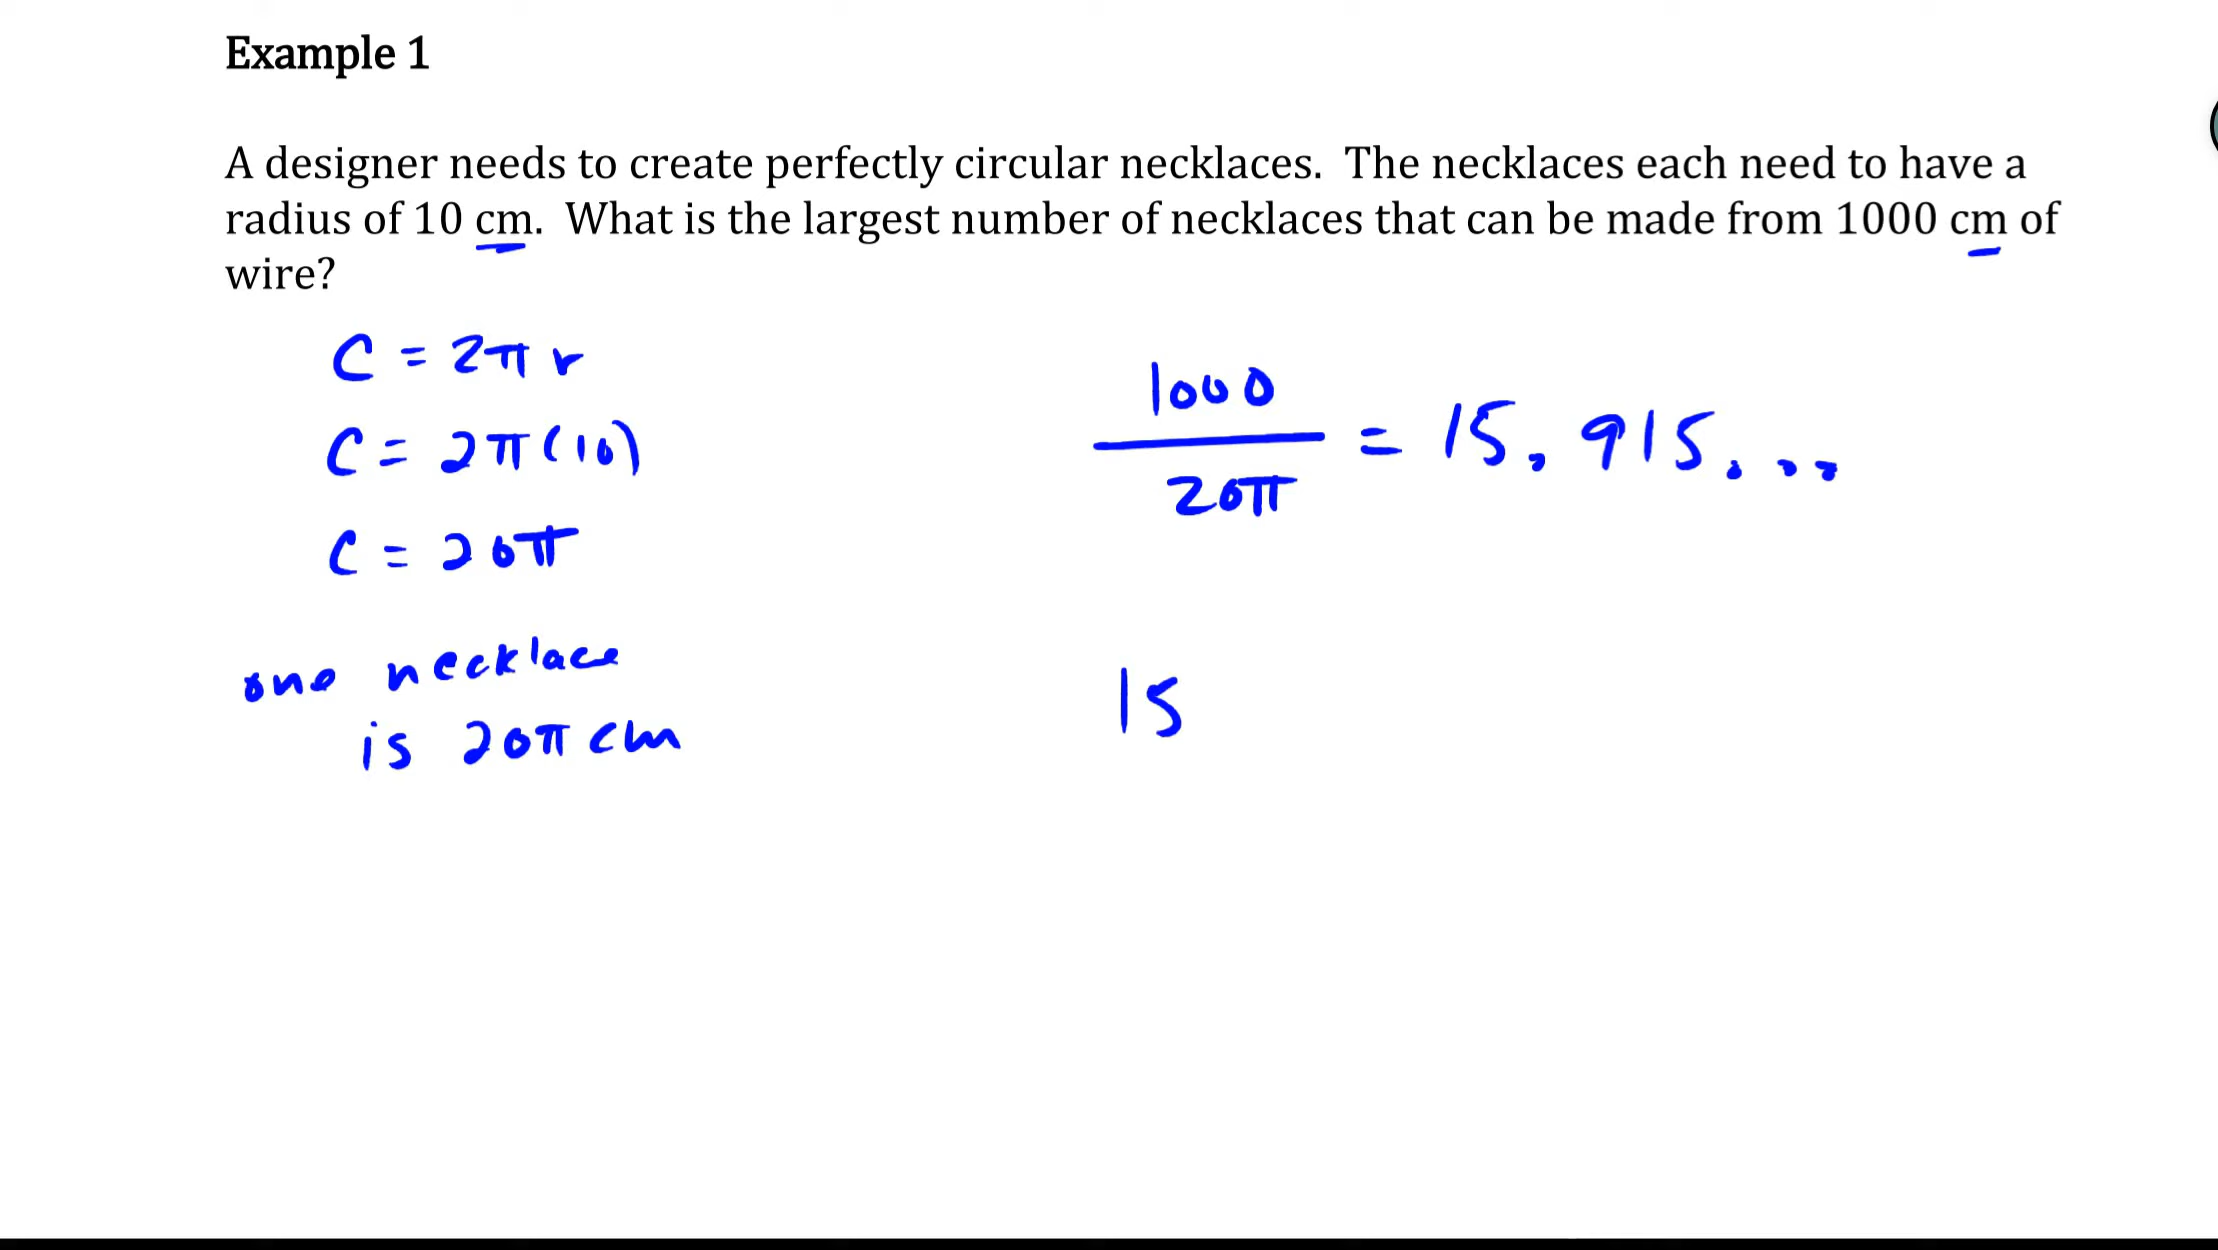 Example 1
A designer needs to create perfectly circular necklaces. The necklaces each need to have a
radius of 10 cm. What is the largest number of necklaces that can be made from 1000 cm of
wire?
C = 2πr
C = 2π(10)
C = 20π
one necklace
is 20π cm
1000
20π
= 15.915...
15